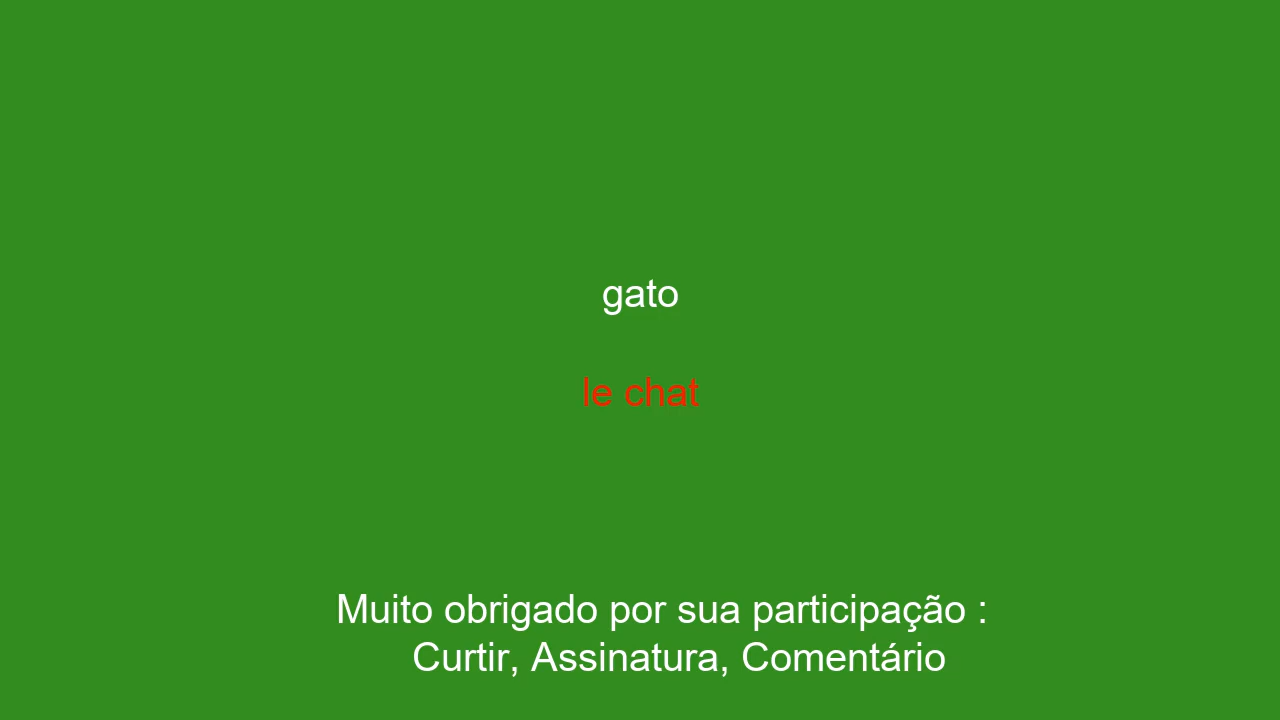 gato
le chat
Muito obrigado por sua participação :
Curtir, Assinatura, Comentário